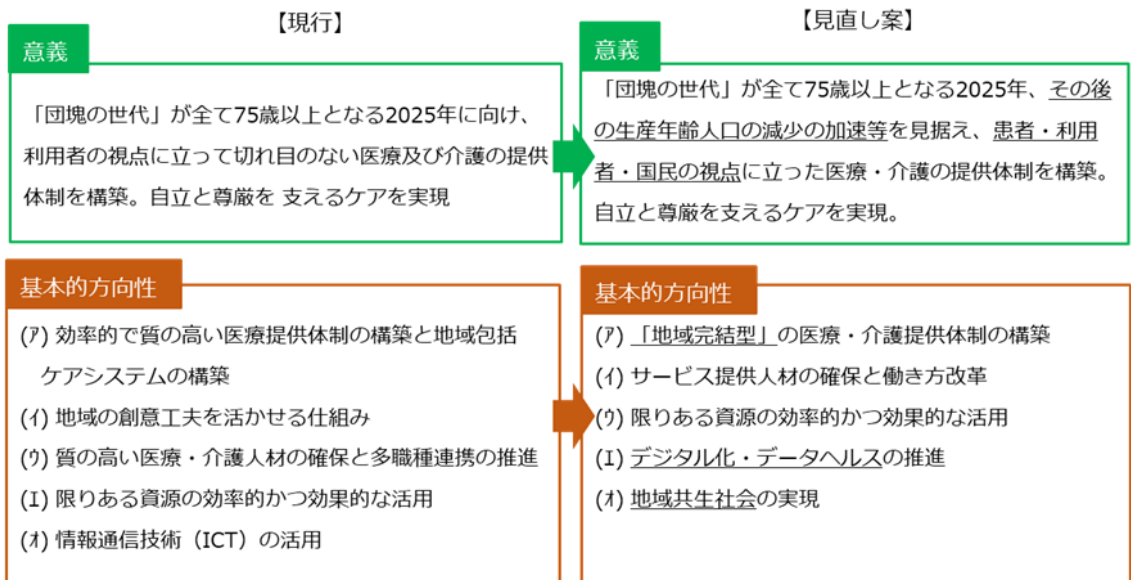 【現行】
意義
「団塊の世代」が全て75歳以上となる2025年に向け、
利用者の視点に立って切れ目のない医療及び介護の提供
体制を構築。自立と尊厳を 支えるケアを実現
【見直し案】
意義
「団塊の世代」が全て75歳以上となる2025年、その後
の生産年齢人口の減少の加速等を見据え、患者・利用
者・国民の視点に立った医療・介護の提供体制を構築。
自立と尊厳を支えるケアを実現。
基本的方向性
(ｱ) 効率的で質の高い医療提供体制の構築と地域包括
ケアシステムの構築
(ｲ) 地域の創意工夫を活かせる仕組み
(ｳ) 質の高い医療・介護人材の確保と多職種連携の推進
(ｴ) 限りある資源の効率的かつ効果的な活用
(ｵ) 情報通信技術（ICT）の活用
基本的方向性
(ｱ) 「地域完結型」の医療・介護提供体制の構築
(ｲ) サービス提供人材の確保と働き方改革
(ｳ) 限りある資源の効率的かつ効果的な活用
(ｴ) デジタル化・データヘルスの推進
(ｵ) 地域共生社会の実現